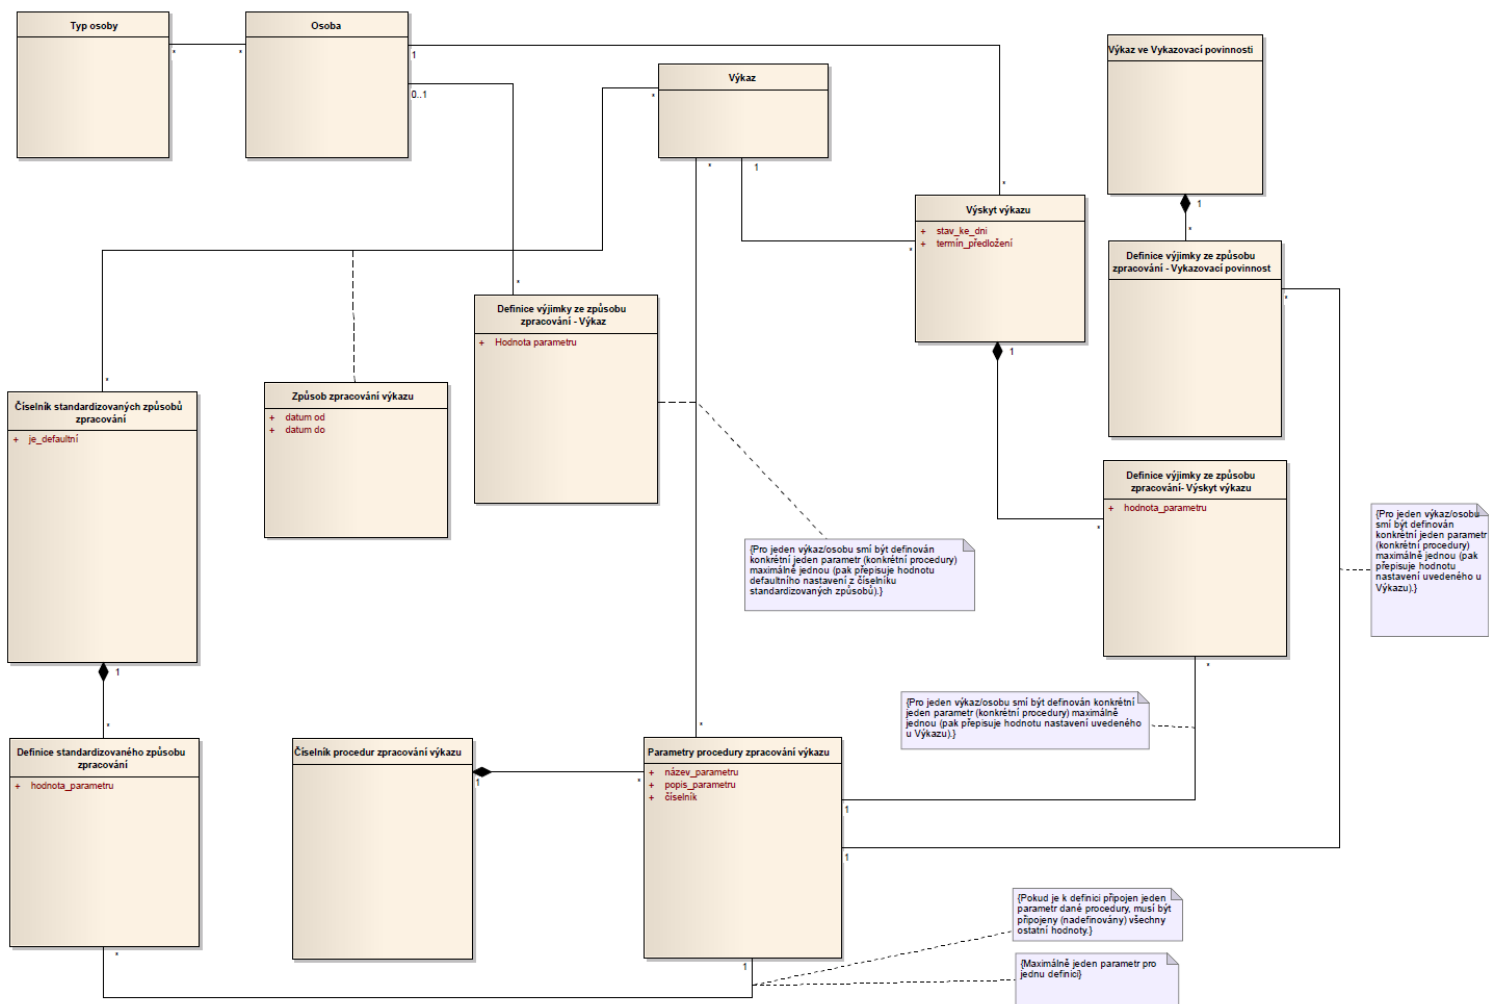 Typ osoby
*
*
Osoba
1
0..1
*
Výkaz
*
*
1
Výkaz ve Vykazovací povinnosti
1
*
Výskyt výkazu
+ stav_ke_dni
+ termín_předložení
*
1
Definice výjimky ze způsobu
zpracování - Vykazovací povinnost
*
*
Definice výjimky ze způsobu
zpracování - Výkaz
+ Hodnota parametru
*
Číselník standardizovaných způsobů
zpracování
+ je_defaultní
1
Způsob zpracování výkazu
+ datum od
+ datum do
Definice výjimky ze způsobu
zpracování- Výskyt výkazu
+ hodnota_parametru
*
*
{Pro jeden výkaz/osobu
smí být definován
konkrétní jeden parametr
(konkrétní procedury)
maximálně jednou (pak
přepisuje hodnotu
nastavení uvedeného u
Výkazu).}
{Pro jeden výkaz/osobu smí být definován
konkrétní jeden parametr (konkrétní procedury)
maximálně jednou (pak přepisuje hodnotu
defaultního nastavení z číselníku
standardizovaných způsobů).}
{Pro jeden výkaz/osobu smí být definován konkrétní
jeden parametr (konkrétní procedury) maximálně
jednou (pak přepisuje hodnotu nastavení uvedeného
u Výkazu).}
*
Definice standardizovaného způsobu
zpracování
+ hodnota_parametru
*
Číselník procedur zpracování výkazu
1
*
*
Parametry procedury zpracování výkazu
+ název_parametru
+ popis_parametru
+ číselník
1
1
1
{Pokud je k definici připojen jeden
parametr dané procedury, musí být
připojeny (nadefinovány) všechny
ostatní hodnoty.}
{Maximálně jeden parametr pro
jednu definici}